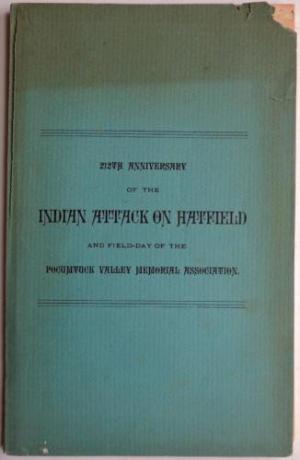 212TH ANNIVERSARY
OF THE
INDIAN ATTACK ON HATFIELD
AND FIELD-DAY OF THE
POCUMTUCK VALLEY MEMORIAL ASSOCIATION.